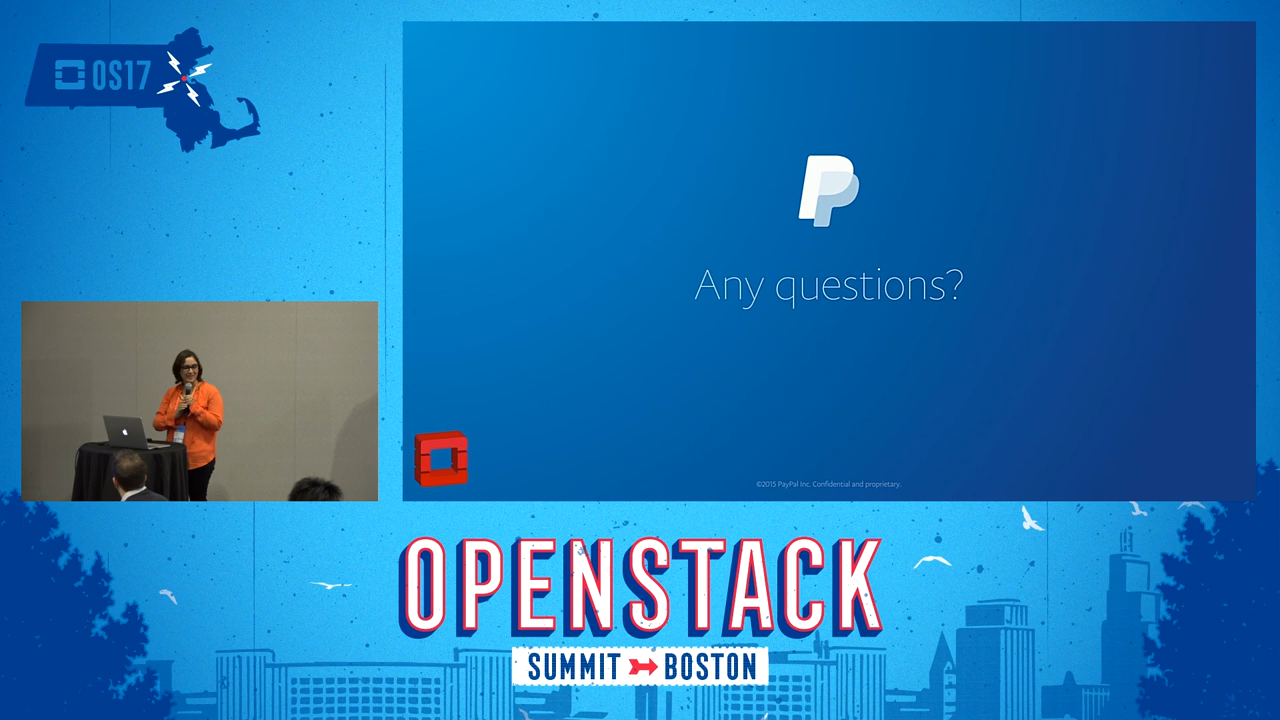 OS17
Any questions?
©2015 PayPal Inc. Confidential and proprietary.
OPENSTACK
SUMMIT BOSTON